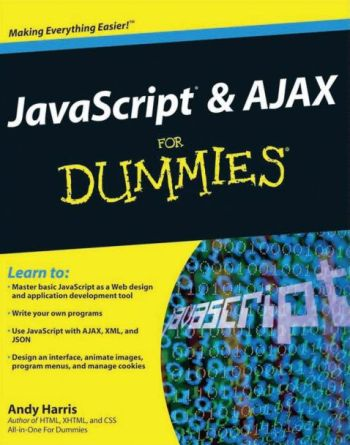 Making Everything Easier!™
JavaScript® & AJAX
FOR
DUMMIES®
Learn to:
• Master basic JavaScript as a Web design
and application development tool
• Write your own programs
• Use JavaScript with AJAX, XML, and
JSON
• Design an interface, animate images,
program menus, and manage cookies
javascript
Andy Harris
Author of HTML, XHTML, and CSS
All-in-One For Dummies